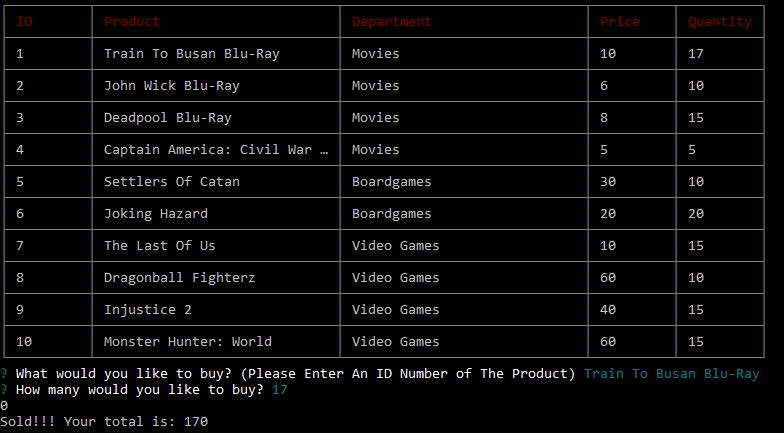 ID Product Department Price Quantity
1 Train To Busan Blu-Ray Movies 10 17
2 John Wick Blu-Ray Movies 6 10
3 Deadpool Blu-Ray Movies 8 15
4 Captain America: Civil War … Movies 5 5
5 Settlers Of Catan Boardgames 30 10
6 Joking Hazard Boardgames 20 20
7 The Last Of Us Video Games 10 15
8 Dragonball Fighterz Video Games 60 10
9 Injustice 2 Video Games 40 15
10 Monster Hunter: World Video Games 60 15
? What would you like to buy? (Please Enter An ID Number of The Product) Train To Busan Blu-Ray
? How many would you like to buy? 17
0
Sold!!! Your total is: 170